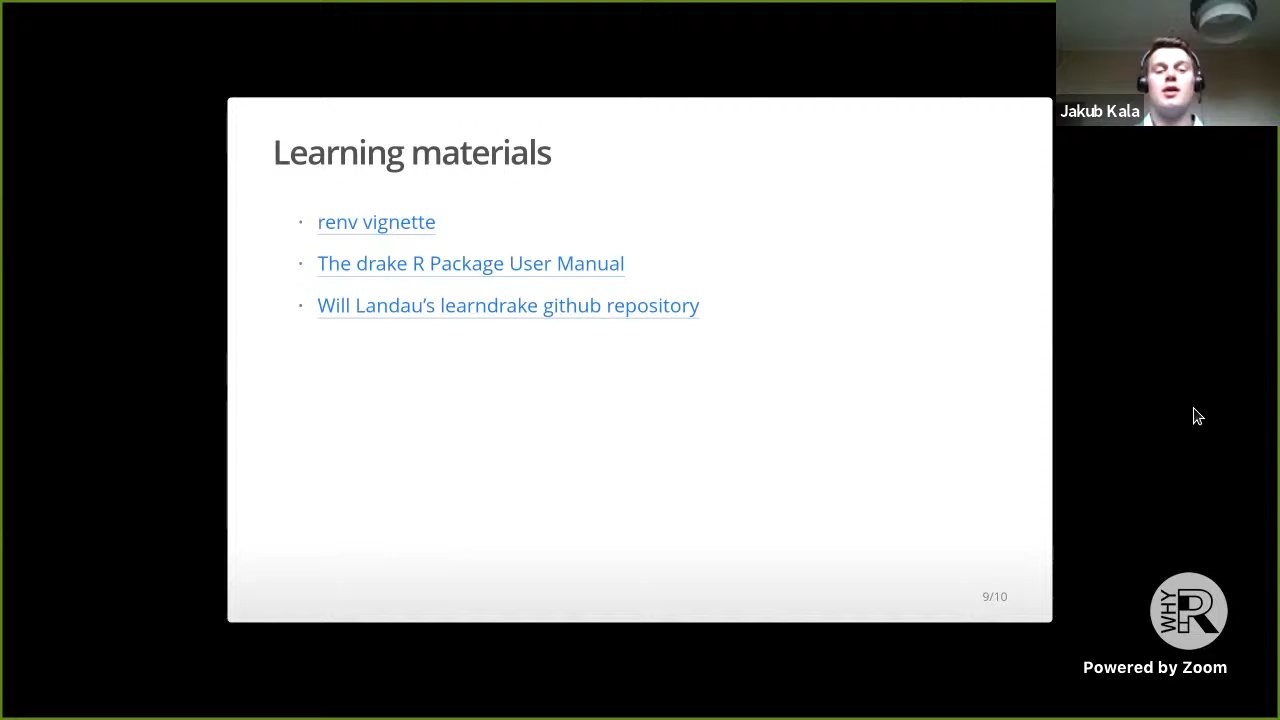 Jakub Kala
Learning materials
renv vignette
The drake R Package User Manual
Will Landau’s learndrake github repository
9/10
WHY R
Powered by Zoom